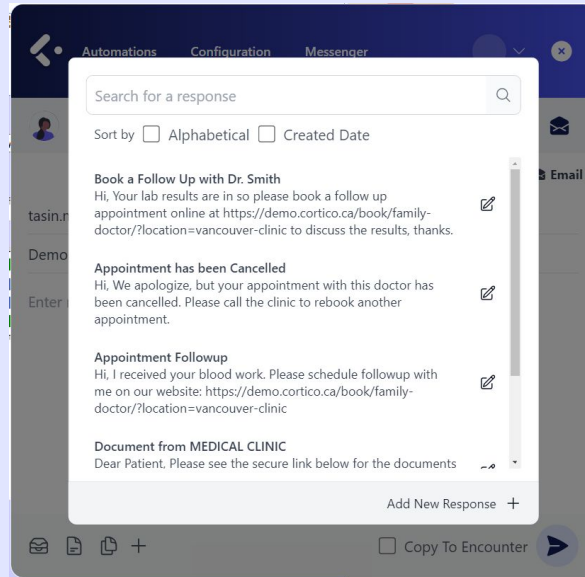 Automations Configuration Messenger
Search for a response
Sort by Alphabetical Created Date
Book a Follow Up with Dr. Smith
Hi, Your lab results are in so please book a follow up
appointment online at https://demo.cortico.ca/book/family-
doctor/?location=vancouver-clinic to discuss the results, thanks.
Appointment has been Cancelled
Hi, We apologize, but your appointment with this doctor has
been cancelled. Please call the clinic to rebook another
appointment.
Appointment Followup
Hi, I received your blood work. Please schedule followup with
me on our website: https://demo.cortico.ca/book/family-
doctor/?location=vancouver-clinic
Document from MEDICAL CLINIC
Dear Patient, Please see the secure link below for the documents
Add New Response
Email
tasin.
Demo
Enter
Copy To Encounter